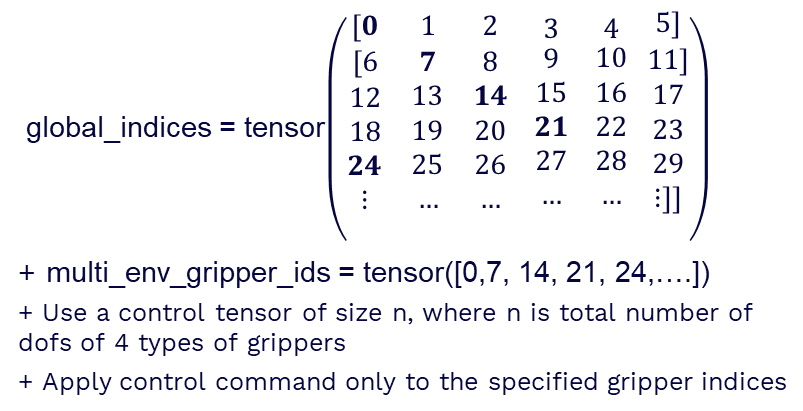 [0 1 2 3 4 5]
[6 7 8 9 10 11]
12 13 14 15 16 17
global_indices = tensor 18 19 20 21 22 23
24 25 26 27 28 29
⋮ ... ... ... ... ⋮]]
+ multi_env_gripper_ids = tensor([0,7, 14, 21, 24,....])
+ Use a control tensor of size n, where n is total number of
dofs of 4 types of grippers
+ Apply control command only to the specified gripper indices